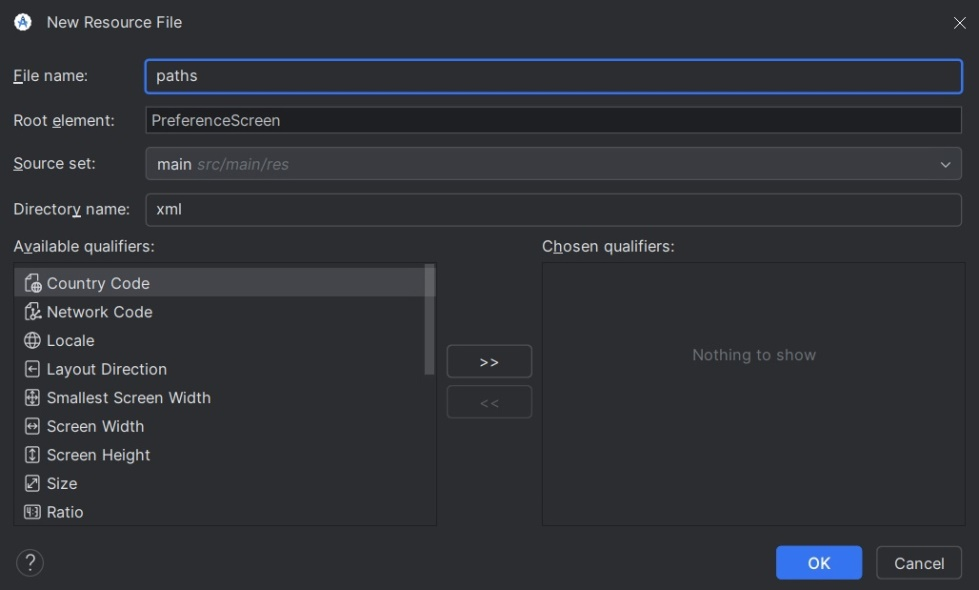 New Resource File
File name: paths
Root element: PreferenceScreen
Source set: main src/main/res
Directory name: xml
Available qualifiers:
Chosen qualifiers:
Country Code
Network Code
Locale
Layout Direction
Smallest Screen Width
Screen Width
Screen Height
Size
Ratio
>>
<<
Nothing to show
?
OK
Cancel